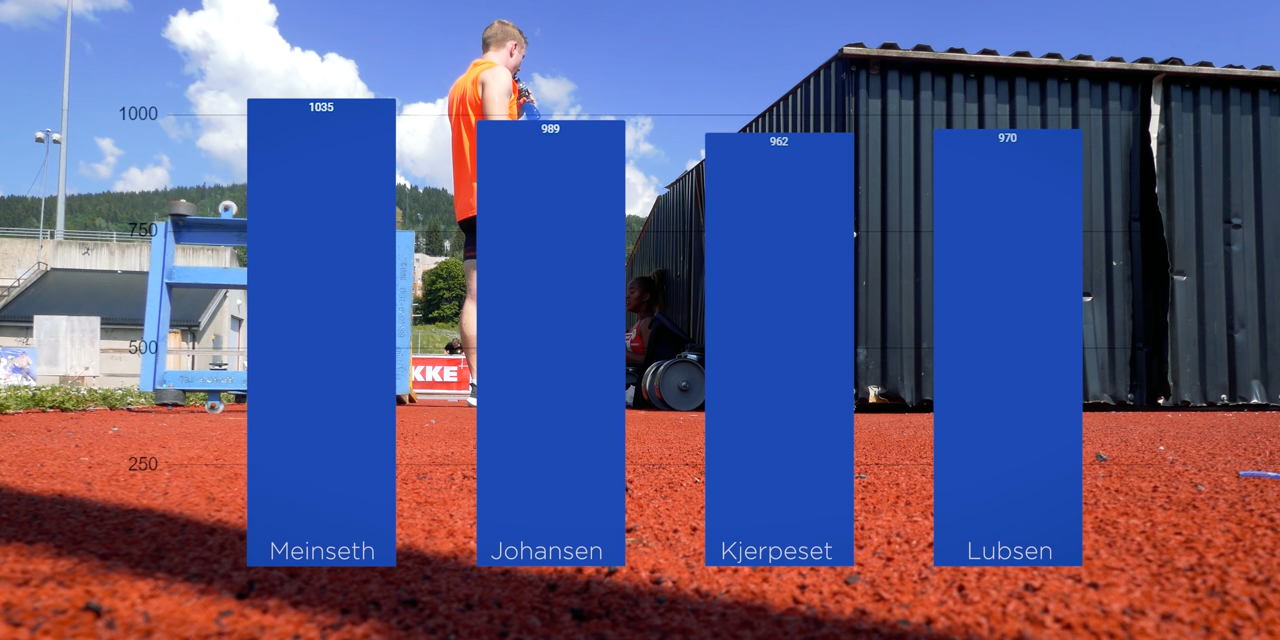 1000
750
500
250
1035
989
962
970
KKE
Meinseth
Johansen
Kjerpeset
Lubsen